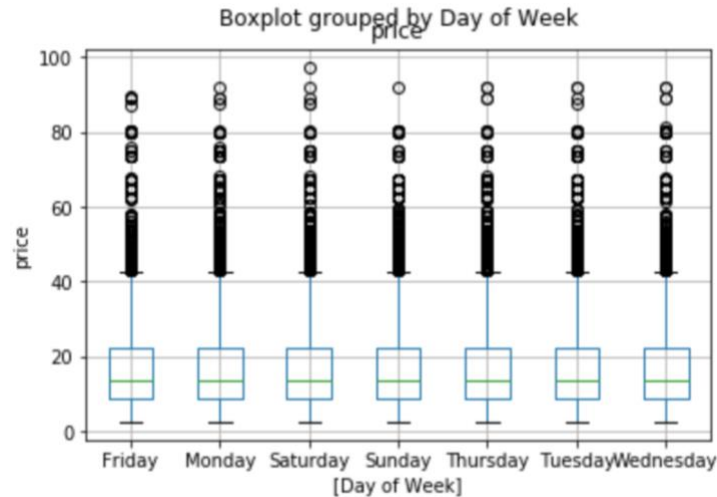 Boxplot grouped by Day of Week
price
100
80
60
40
20
0
price
Friday Monday Saturday Sunday Thursday Tuesday Wednesday
[Day of Week]